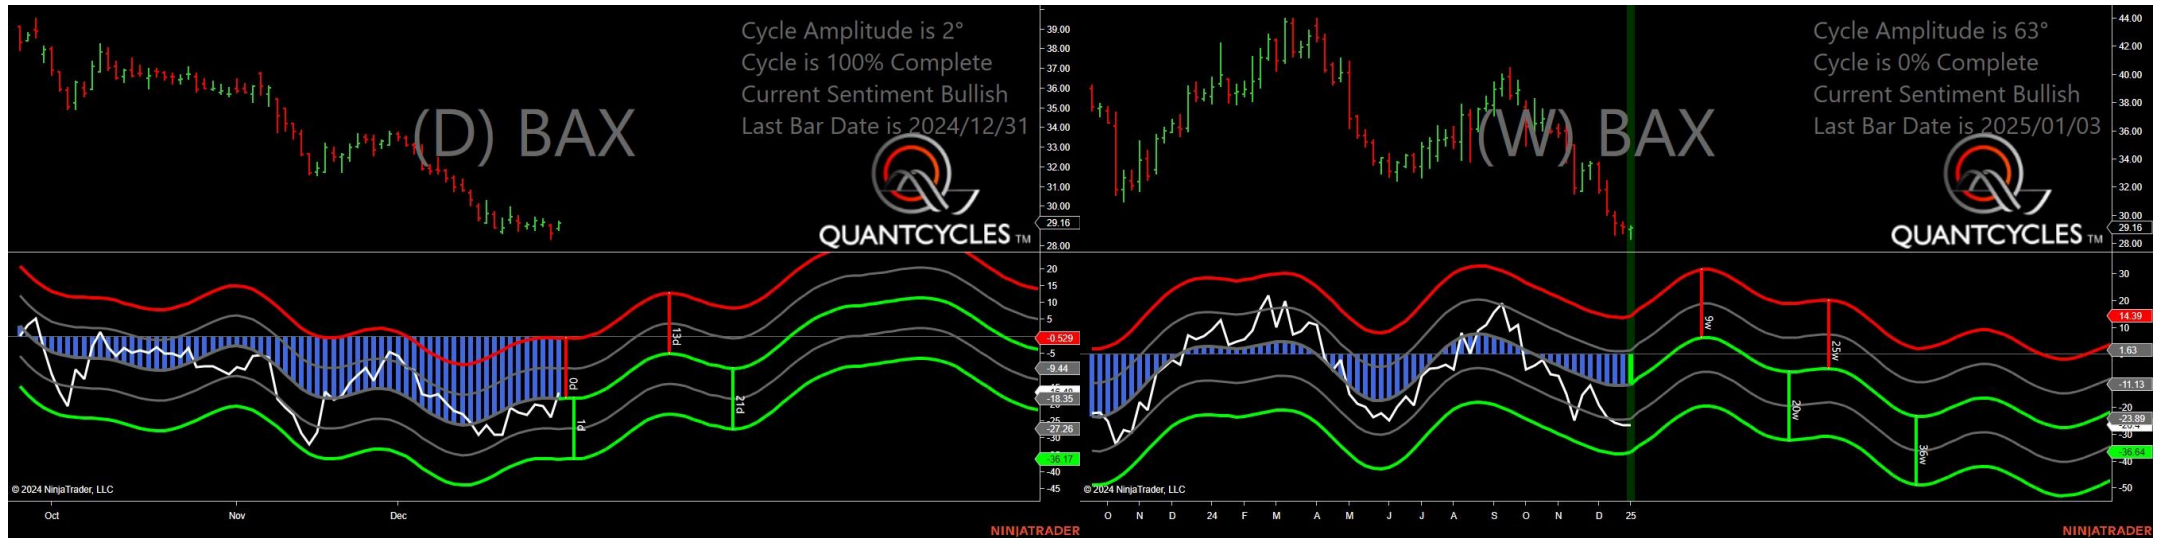 Cycle Amplitude is 2°
Cycle is 100% Complete
Current Sentiment Bullish
Last Bar Date is 2024/12/31
(D) BAX
QUANTCYCLES TM
39.00
38.00
37.00
36.00
35.00
34.00
33.00
32.00
31.00
30.00
29.16
28.00
20
15
10
5
-0.529
-5
-9.44
-18.35
-27.26
-30
-36.17
-40
-45
0d
1d
13d
21d
© 2024 NinjaTrader, LLC
Oct Nov Dec
NINJATRADER
Cycle Amplitude is 63°
Cycle is 0% Complete
Current Sentiment Bullish
Last Bar Date is 2025/01/03
(W) BAX
QUANTCYCLES TM
44.00
42.00
40.00
38.00
36.00
34.00
32.00
30.00
29.16
28.00
30
20
14.39
10
1.63
-11.13
-20
-23.89
-30
-36.64
-40
-50
9w
25w
20w
36w
© 2024 NinjaTrader, LLC
O N D 24 F M A M J J A S O N D 25
NINJATRADER